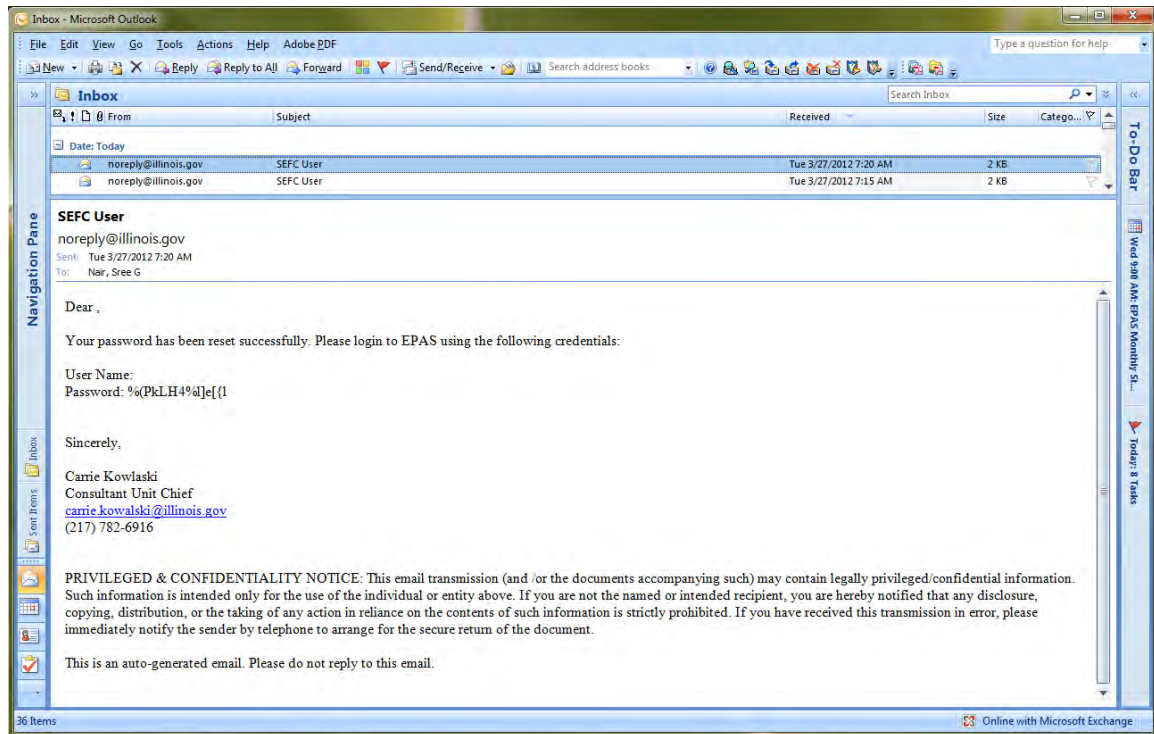 Inbox - Microsoft Outlook
File Edit View Go Tools Actions Help Adobe PDF Type a question for help
New Reply Reply to All Forward Send/Receive Search address books
Inbox Search Inbox
From Subject Received Size Catego...
Date: Today
noreply@illinois.gov SEFC User Tue 3/27/2012 7:20 AM 2 KB
noreply@illinois.gov SEFC User Tue 3/27/2012 7:15 AM 2 KB
SEFC User
noreply@illinois.gov
Sent: Tue 3/27/2012 7:20 AM
To: Nair, Sree G
Dear ,
Your password has been reset successfully. Please login to EPAS using the following credentials:
User Name:
Password: %(PkLH4%l]e[{l
Sincerely,
Carrie Kowlaski
Consultant Unit Chief
carrie.kowalski@illinois.gov
(217) 782-6916
PRIVILEGED & CONFIDENTIALITY NOTICE: This email transmission (and /or the documents accompanying such) may contain legally privileged/confidential information.
Such information is intended only for the use of the individual or entity above. If you are not the named or intended recipient, you are hereby notified that any disclosure,
copying, distribution, or the taking of any action in reliance on the contents of such information is strictly prohibited. If you have received this transmission in error, please
immediately notify the sender by telephone to arrange for the secure return of the document.
This is an auto-generated email. Please do not reply to this email.
Navigation Pane
Inbox
Sent Items
To-Do Bar
Wed 9:00 AM: EPAS Monthly St...
Today: 8 Tasks
36 Items Online with Microsoft Exchange